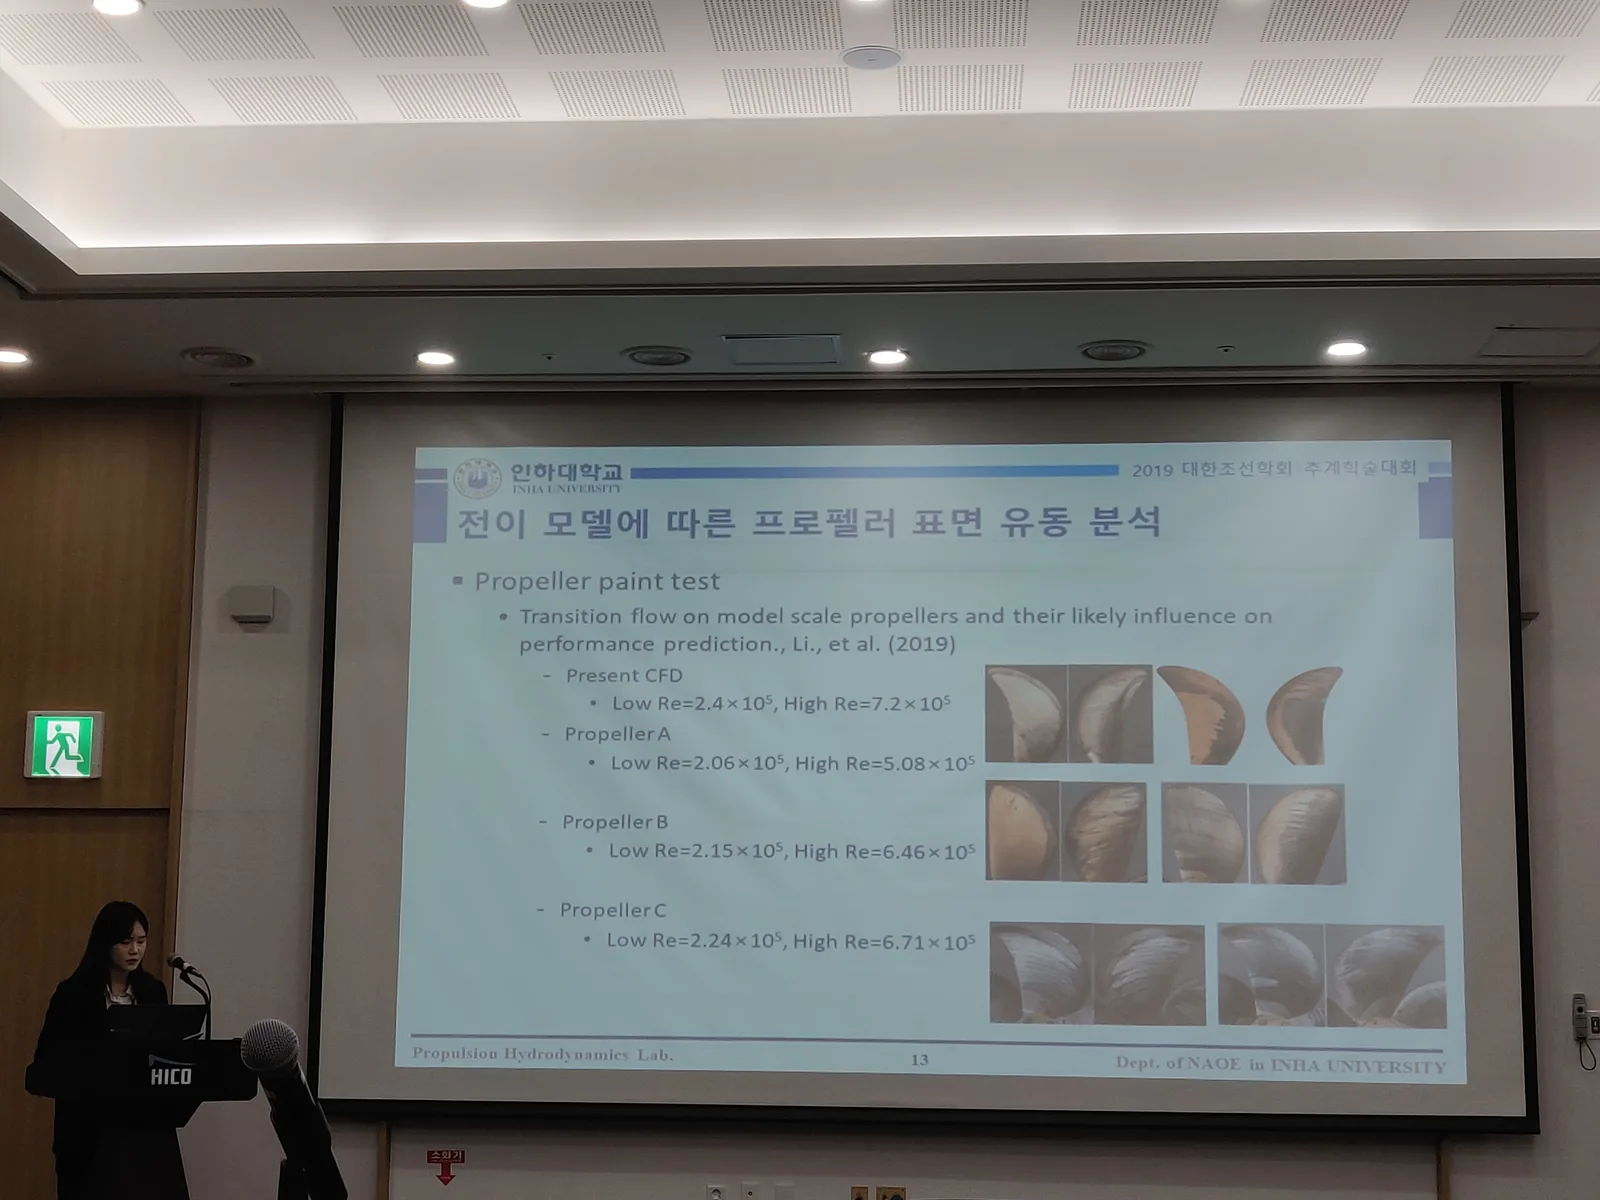 인하대학교
INHA UNIVERSITY
2019 대한조선학회 추계학술대회
전이 모델에 따른 프로펠러 표면 유동 분석
▪ Propeller paint test
• Transition flow on model scale propellers and their likely influence on
performance prediction., Li., et al. (2019)
- Present CFD
• Low Re=2.4×10⁵, High Re=7.2×10⁵
- Propeller A
• Low Re=2.06×10⁵, High Re=5.08×10⁵
- Propeller B
• Low Re=2.15×10⁵, High Re=6.46×10⁵
- Propeller C
• Low Re=2.24×10⁵, High Re=6.71×10⁵
Propulsion Hydrodynamics Lab.
13
Dept. of NAOE in INHA UNIVERSITY
HICO
소화기